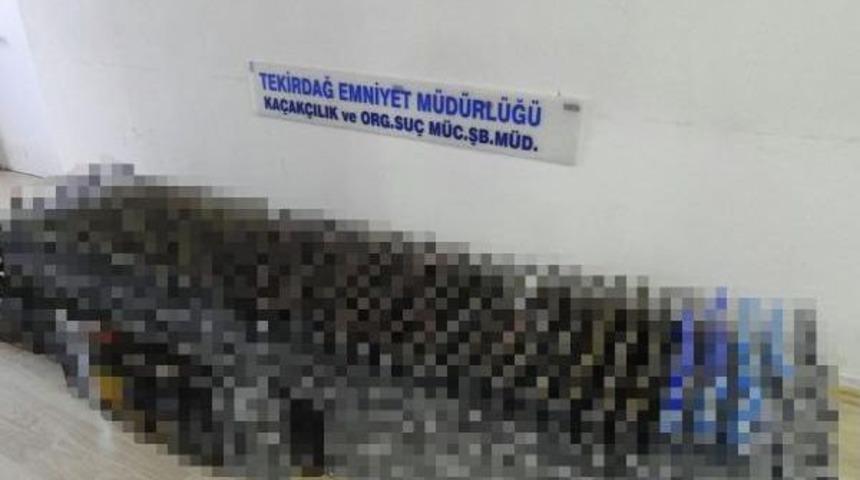 TEKİRDAĞ EMNİYET MÜDÜRLÜĞÜ
KAÇAKÇILIK ve ORG.SUÇ MÜC.ŞB.MÜD.